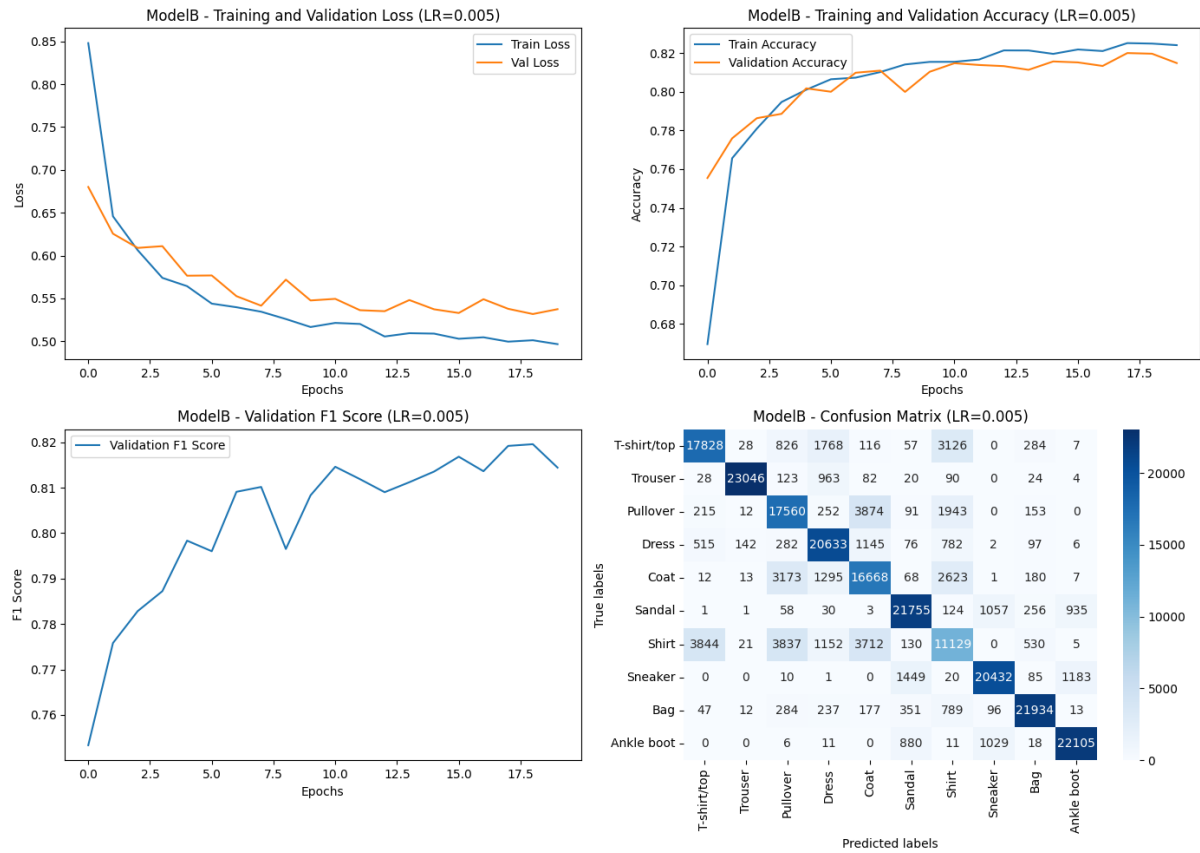 ModelB - Training and Validation Loss (LR=0.005)
Train Loss
Val Loss
0.85
0.80
0.75
0.70
0.65
0.60
0.55
0.50
Loss
0.0 2.5 5.0 7.5 10.0 12.5 15.0 17.5
Epochs
ModelB - Training and Validation Accuracy (LR=0.005)
Train Accuracy
Validation Accuracy
0.82
0.80
0.78
0.76
0.74
0.72
0.70
0.68
Accuracy
0.0 2.5 5.0 7.5 10.0 12.5 15.0 17.5
Epochs
ModelB - Validation F1 Score (LR=0.005)
Validation F1 Score
0.82
0.81
0.80
0.79
0.78
0.77
0.76
F1 Score
0.0 2.5 5.0 7.5 10.0 12.5 15.0 17.5
Epochs
ModelB - Confusion Matrix (LR=0.005)
True labels
T-shirt/top 17828 28 826 1768 116 57 3126 0 284 7
Trouser 28 23046 123 963 82 20 90 0 24 4
Pullover 215 12 17560 252 3874 91 1943 0 153 0
Dress 515 142 282 20633 1145 76 782 2 97 6
Coat 12 13 3173 1295 16668 68 2623 1 180 7
Sandal 1 1 58 30 3 21755 124 1057 256 935
Shirt 3844 21 3837 1152 3712 130 11129 0 530 5
Sneaker 0 0 10 1 0 1449 20 20432 85 1183
Bag 47 12 284 237 177 351 789 96 21934 13
Ankle boot 0 0 6 11 0 880 11 1029 18 22105
T-shirt/top Trouser Pullover Dress Coat Sandal Shirt Sneaker Bag Ankle boot
Predicted labels
20000
15000
10000
5000
0